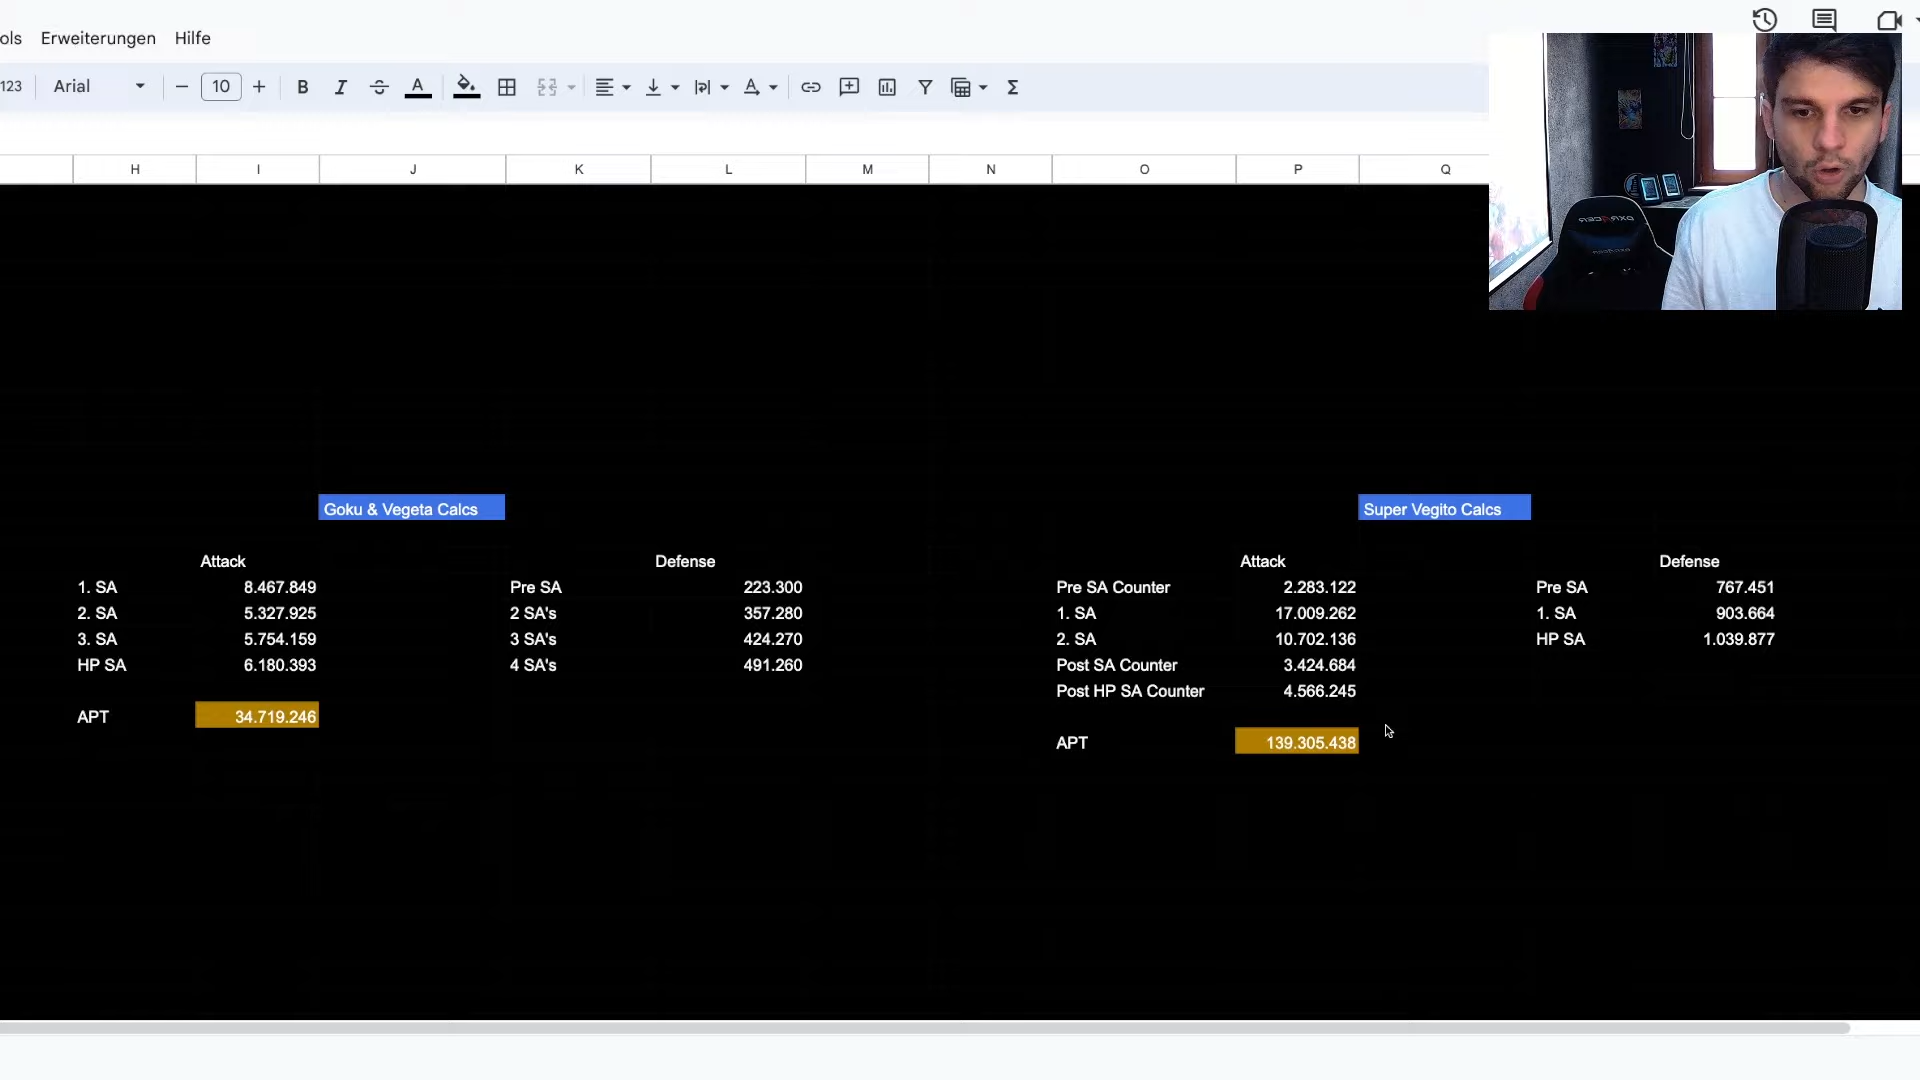 ols Erweiterungen Hilfe
123 Arial 10 B I S A A Σ
H I J K L M N O P Q
DXRACER
Goku & Vegeta Calcs Super Vegito Calcs
Attack Defense Attack Defense
1. SA 8.467.849 Pre SA 223.300 Pre SA Counter 2.283.122 Pre SA 767.451
2. SA 5.327.925 2 SA's 357.280 1. SA 17.009.262 1. SA 903.664
3. SA 5.754.159 3 SA's 424.270 2. SA 10.702.136 HP SA 1.039.877
HP SA 6.180.393 4 SA's 491.260 Post SA Counter 3.424.684
Post HP SA Counter 4.566.245
APT 34.719.246
APT 139.305.438